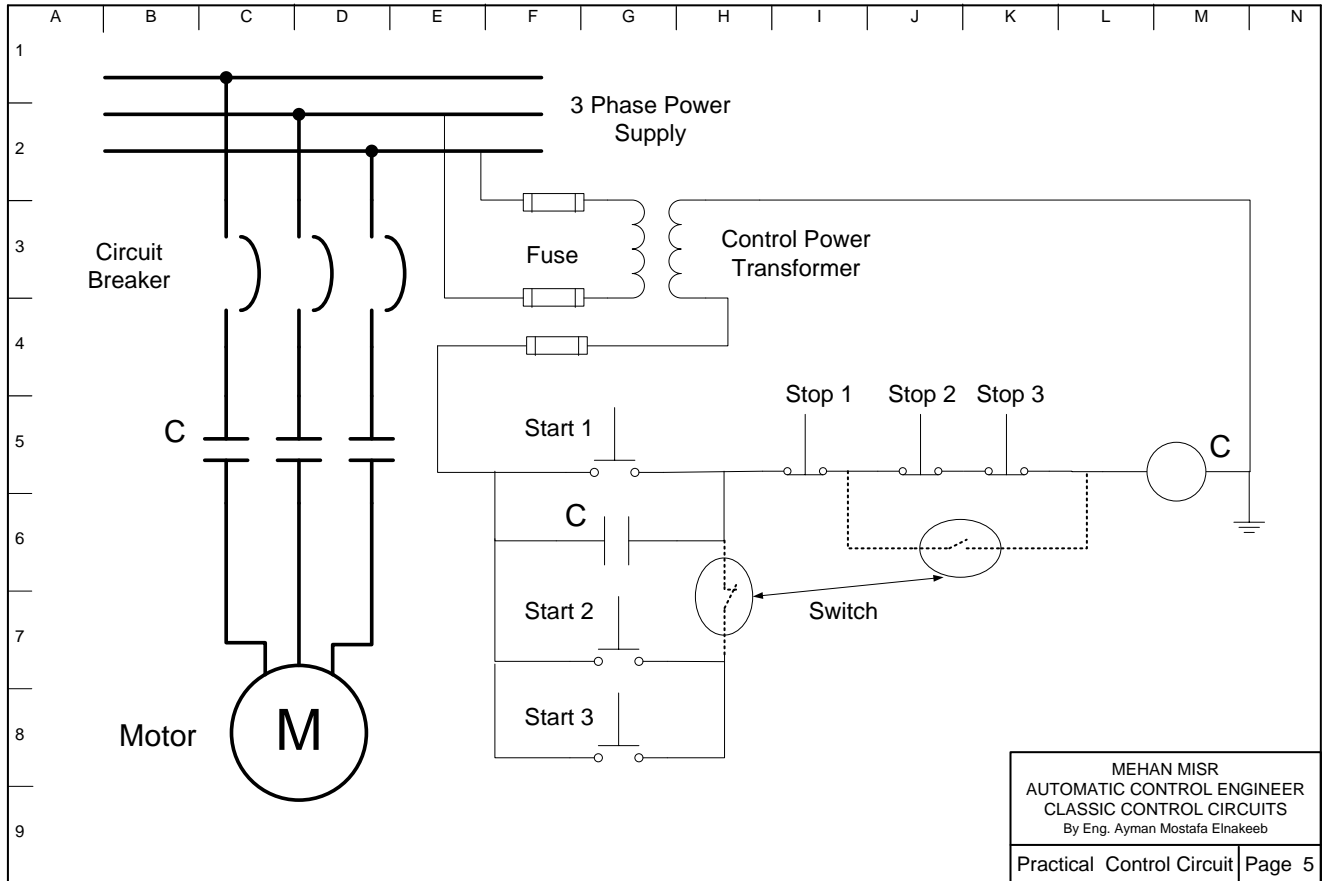 A B C D E F G H I J K L M N
1
2
3
4
5
6
7
8
9
3 Phase Power
Supply
Circuit
Breaker
Fuse
Control Power
Transformer
Stop 1 Stop 2 Stop 3
Start 1
C
C
C
Start 2
Switch
Start 3
Motor
M
MEHAN MISR
AUTOMATIC CONTROL ENGINEER
CLASSIC CONTROL CIRCUITS
By Eng. Ayman Mostafa Elnakeeb
Practical Control Circuit Page 5